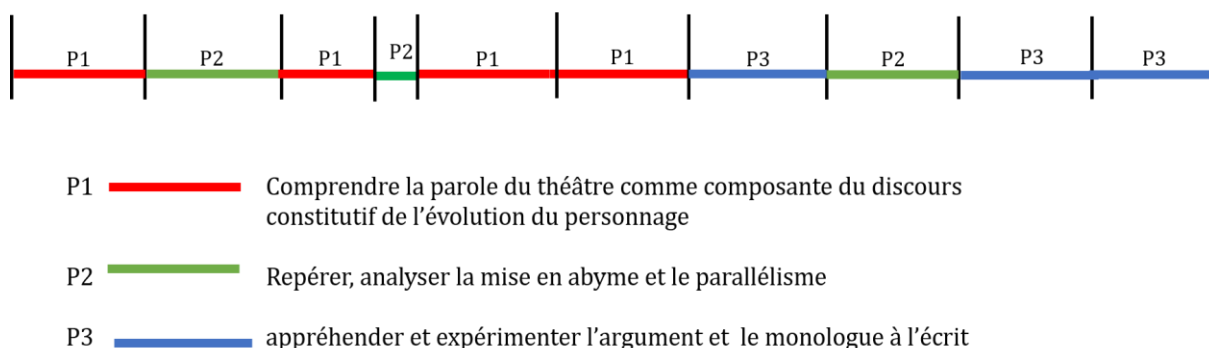 P1 P2 P1 P2 P1 P1 P3 P2 P3 P3
P1 Comprendre la parole du théâtre comme composante du discours
constitutif de l’évolution du personnage
P2 Repérer, analyser la mise en abyme et le parallélisme
P3 appréhender et expérimenter l’argument et le monologue à l’écrit